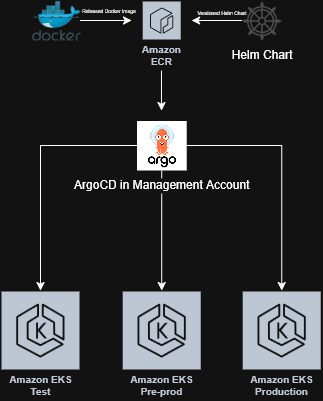 Released Docker Image
Versioned Helm Chart
docker
Amazon
ECR
Helm Chart
argo
ArgoCD in Management Account
K
K
K
Amazon EKS
Test
Amazon EKS
Pre-prod
Amazon EKS
Production